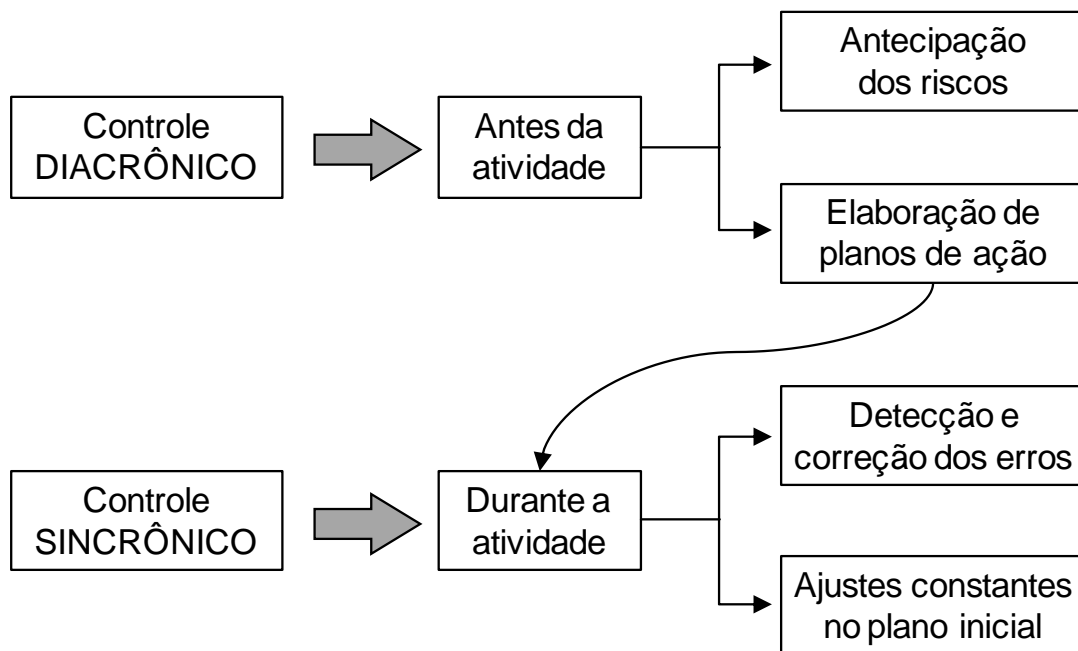 Controle
DIACRÔNICO
Antes da
atividade
Antecipação
dos riscos
Elaboração de
planos de ação
Controle
SINCRÔNICO
Durante a
atividade
Detecção e
correção dos erros
Ajustes constantes
no plano inicial